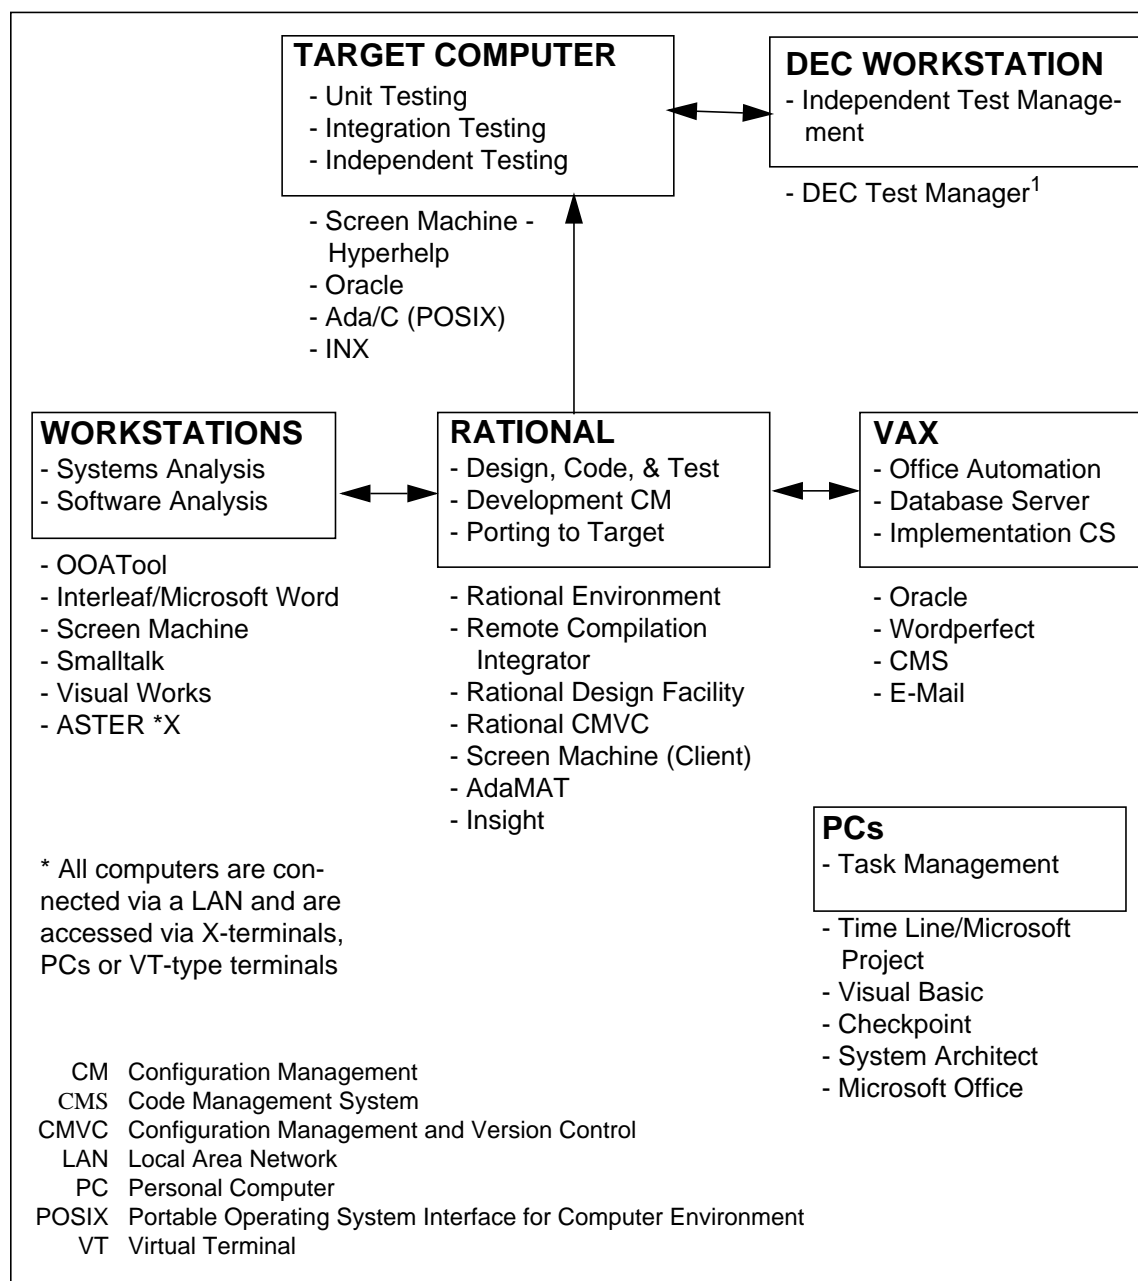 TARGET COMPUTER
- Unit Testing
- Integration Testing
- Independent Testing
- Screen Machine -
Hyperhelp
- Oracle
- Ada/C (POSIX)
- INX
DEC WORKSTATION
- Independent Test Manage-
ment
- DEC Test Manager1
WORKSTATIONS
- Systems Analysis
- Software Analysis
- OOATool
- Interleaf/Microsoft Word
- Screen Machine
- Smalltalk
- Visual Works
- ASTER *X
RATIONAL
- Design, Code, & Test
- Development CM
- Porting to Target
- Rational Environment
- Remote Compilation
Integrator
- Rational Design Facility
- Rational CMVC
- Screen Machine (Client)
- AdaMAT
- Insight
VAX
- Office Automation
- Database Server
- Implementation CS
- Oracle
- Wordperfect
- CMS
- E-Mail
PCs
- Task Management
- Time Line/Microsoft
Project
- Visual Basic
- Checkpoint
- System Architect
- Microsoft Office
* All computers are con-
nected via a LAN and are
accessed via X-terminals,
PCs or VT-type terminals
CM Configuration Management
CMS Code Management System
CMVC Configuration Management and Version Control
LAN Local Area Network
PC Personal Computer
POSIX Portable Operating System Interface for Computer Environment
VT Virtual Terminal